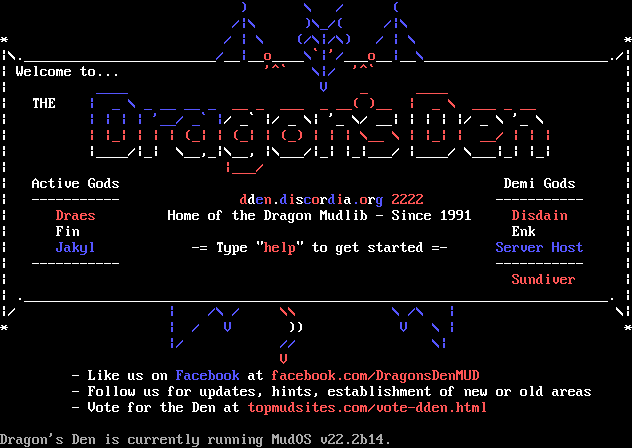 Welcome to...
THE
Dragon's Den
Active Gods
Demi Gods
dden.discordia.org 2222
Draes
Home of the Dragon Mudlib - Since 1991
Disdain
Fin
Enk
Jakyl
-= Type "help" to get started =-
Server Host
Sundiver
- Like us on Facebook at facebook.com/DragonsDenMUD
- Follow us for updates, hints, establishment of new or old areas
- Vote for the Den at topmudsites.com/vote-dden.html
Dragon's Den is currently running MudOS v22.2b14.